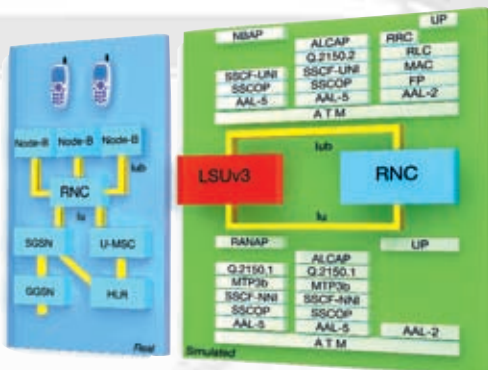 Node-B Node-B Node-B
Iub
RNC
Iu
SGSN U-MSC
GGSN HLR
Real
UP
NBAP ALCAP RRC
Q.2150.2 RLC
SSCF-UNI SSCF-UNI MAC
SSCOP SSCOP FP
AAL-5 AAL-5 AAL-2
ATM
Iub
LSUv3 RNC
Iu
RANAP ALCAP UP
Q.2150.1 Q.2150.1
MTP3b MTP3b
SSCF-NNI SSCF-NNI
SSCOP SSCOP
AAL-5 AAL-5 AAL-2
ATM
Simulated